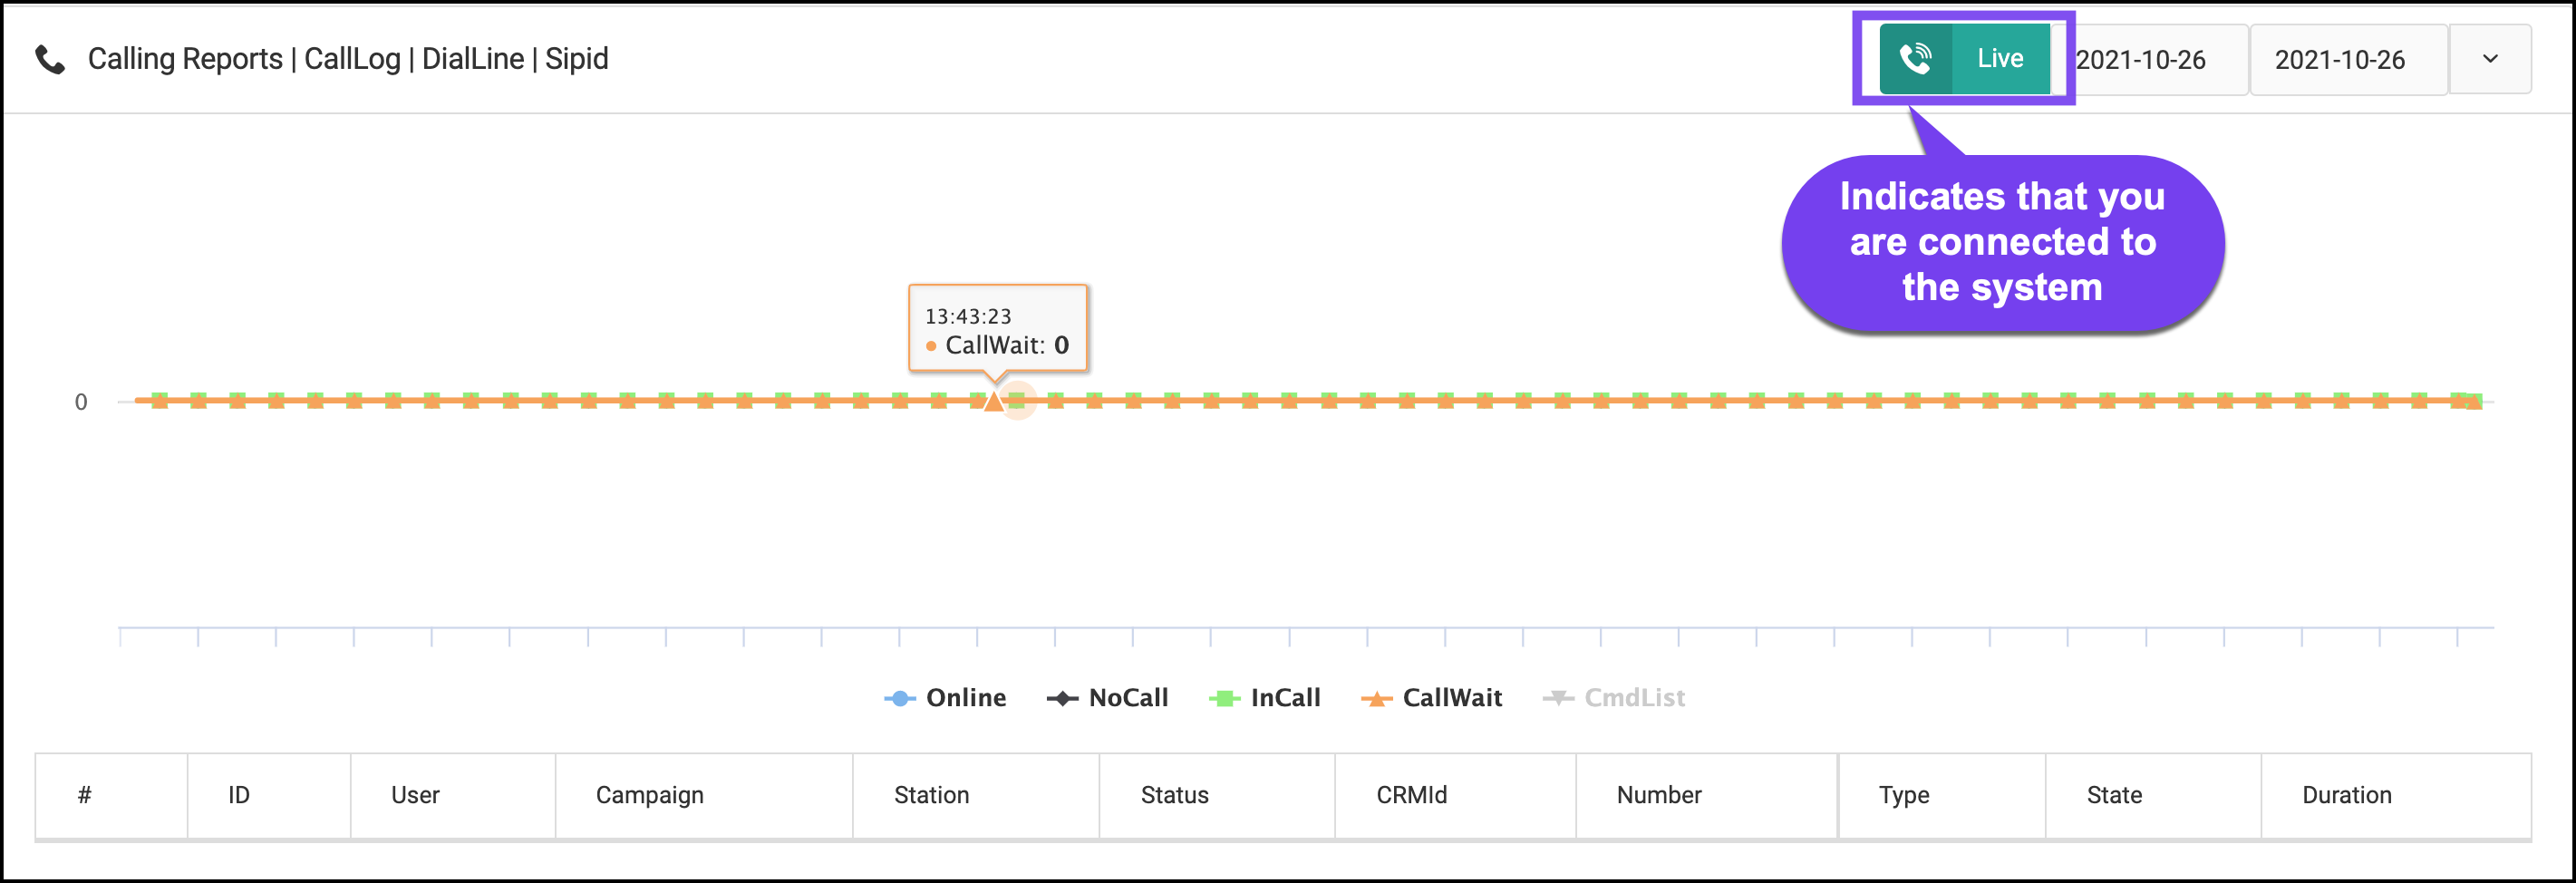 Calling Reports | CallLog | DialLine | Sipid
Live
2021-10-26
2021-10-26
Indicates that you
are connected to
the system
13:43:23
CallWait: 0
0
Online
NoCall
InCall
CallWait
CmdList
# ID User Campaign Station Status CRMId Number Type State Duration